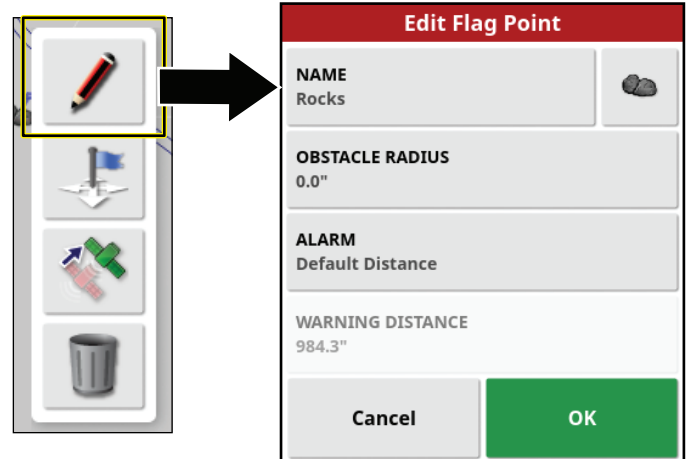 Edit Flag Point
NAME
Rocks
OBSTACLE RADIUS
0.0"
ALARM
Default Distance
WARNING DISTANCE
984.3"
Cancel
OK